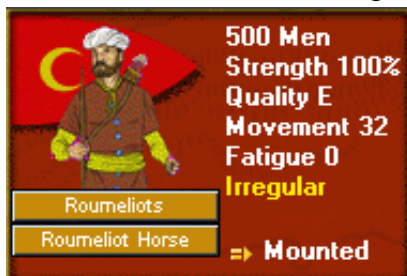 500 Men
Strength 100%
Quality E
Movement 32
Fatigue 0
Irregular
Roumeliots
Roumeliot Horse
Mounted